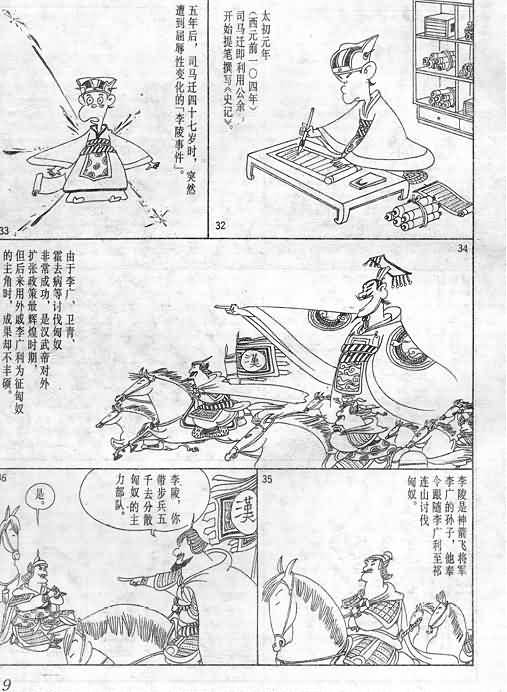 太初元年
（西元前一〇四年）
司马迁即利用公余，
开始提笔撰写《史记》。
32
五年后，司马迁四十七岁时，突然
遭到屈辱性变化的「李陵事件」。
33
34
由于李广、卫青、
霍去病等讨伐匈奴
非常成功，是汉武帝对外
扩张政策最辉煌时期，
但后来用外戚李广利为征匈奴
的主角时，成果却不丰硕。
漢
35
李陵是神箭飞将军
李广的孙子，他奉
令跟随李广利至祁
连山讨伐
匈奴。
36
李陵，你
带步兵五
千去分散
匈奴的主
力部队。
漢
是。
9